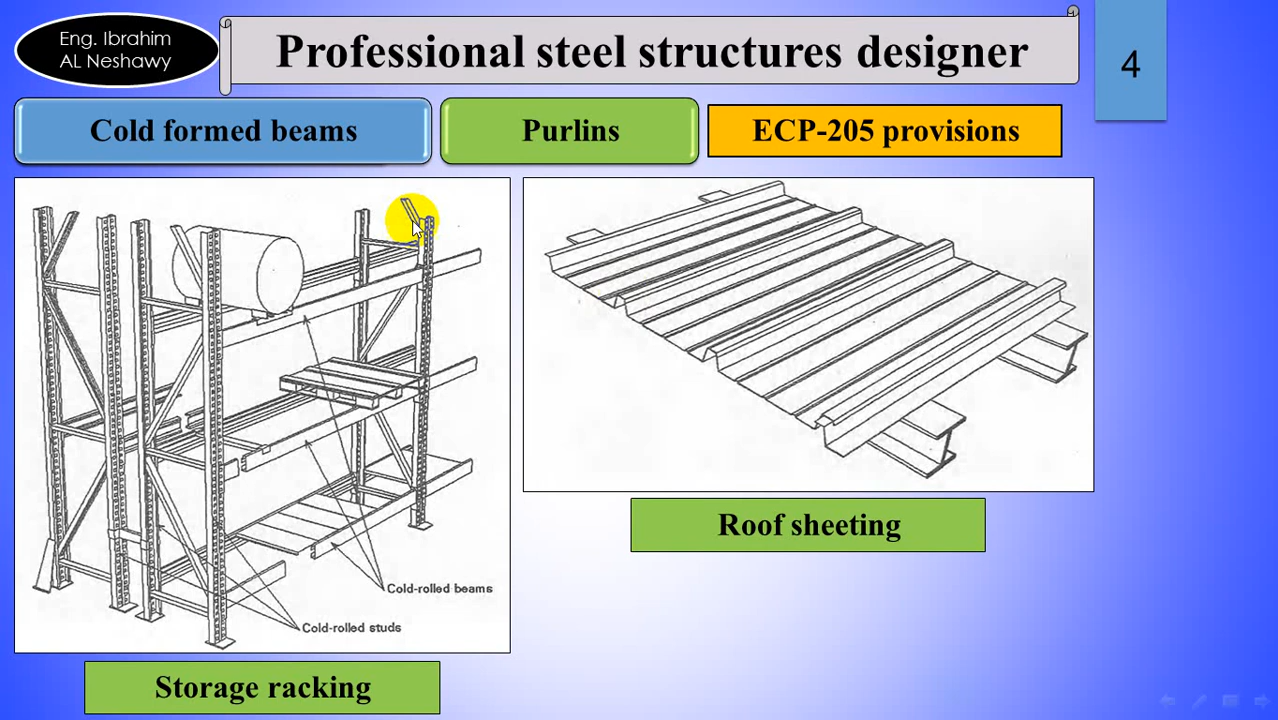 Eng. Ibrahim
AL Neshawy
Professional steel structures designer
4
Cold formed beams
Purlins
ECP-205 provisions
Cold-rolled beams
Cold-rolled studs
Roof sheeting
Storage racking